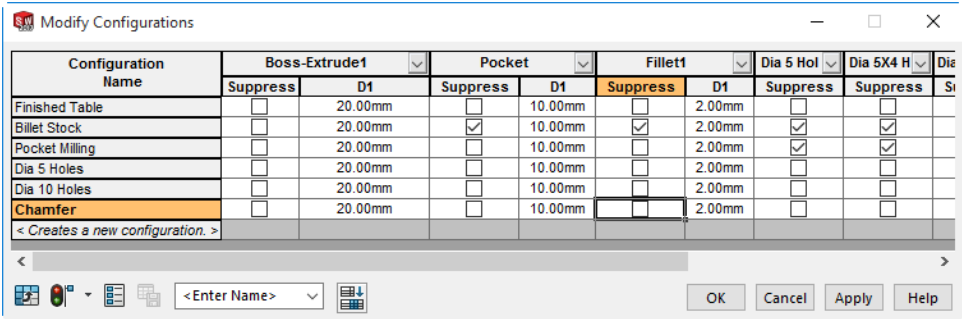 Modify Configurations
Configuration Name Boss-Extrude1 Pocket Fillet1 Dia 5 Hol Dia 5X4 H Dia
Suppress D1 Suppress D1 Suppress D1 Suppress Suppress
Finished Table 20.00mm 10.00mm 2.00mm
Billet Stock 20.00mm 10.00mm 2.00mm
Pocket Milling 20.00mm 10.00mm 2.00mm
Dia 5 Holes 20.00mm 10.00mm 2.00mm
Dia 10 Holes 20.00mm 10.00mm 2.00mm
Chamfer 20.00mm 10.00mm 2.00mm
< Creates a new configuration. >
<Enter Name> OK Cancel Apply Help